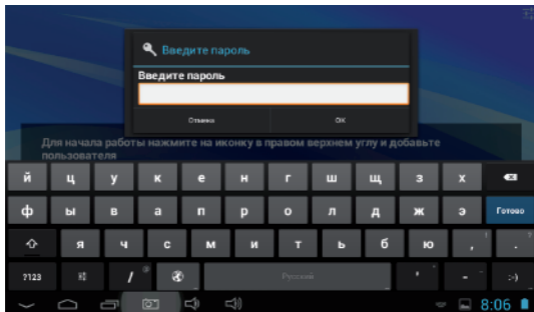 Введите пароль
Введите пароль
Отмена
OK
Для начала работы нажмите на иконку в правом верхнем углу и добавьте
пользователя
й ц у к е н г ш щ з х
ф ы в а п р о л д ж э Готово
я ч с м и т ь б ю , ! . ?
?123 / @ Русский ' " - :-)
8:06